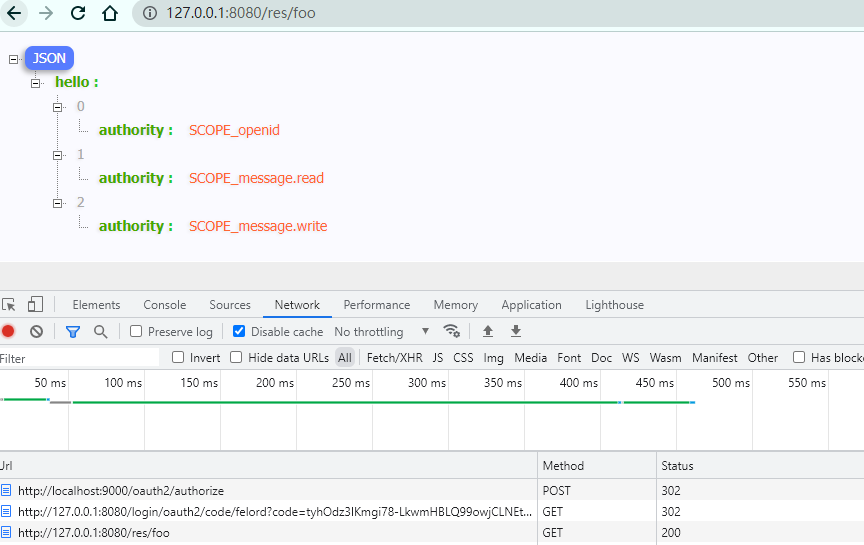 127.0.0.1:8080/res/foo
JSON
hello :
0
authority : SCOPE_openid
1
authority : SCOPE_message.read
2
authority : SCOPE_message.write
Elements Console Sources Network Performance Memory Application Lighthouse
Preserve log Disable cache No throttling
Filter Invert Hide data URLs All Fetch/XHR JS CSS Img Media Font Doc WS Wasm Manifest Other Has blocke
50 ms 100 ms 150 ms 200 ms 250 ms 300 ms 350 ms 400 ms 450 ms 500 ms 550 ms
Url Method Status
http://localhost:9000/oauth2/authorize POST 302
http://127.0.0.1:8080/login/oauth2/code/felord?code=tyhOdz3IKmgi78-LkwmHBLQ99owjCLNEt... GET 302
http://127.0.0.1:8080/res/foo GET 200